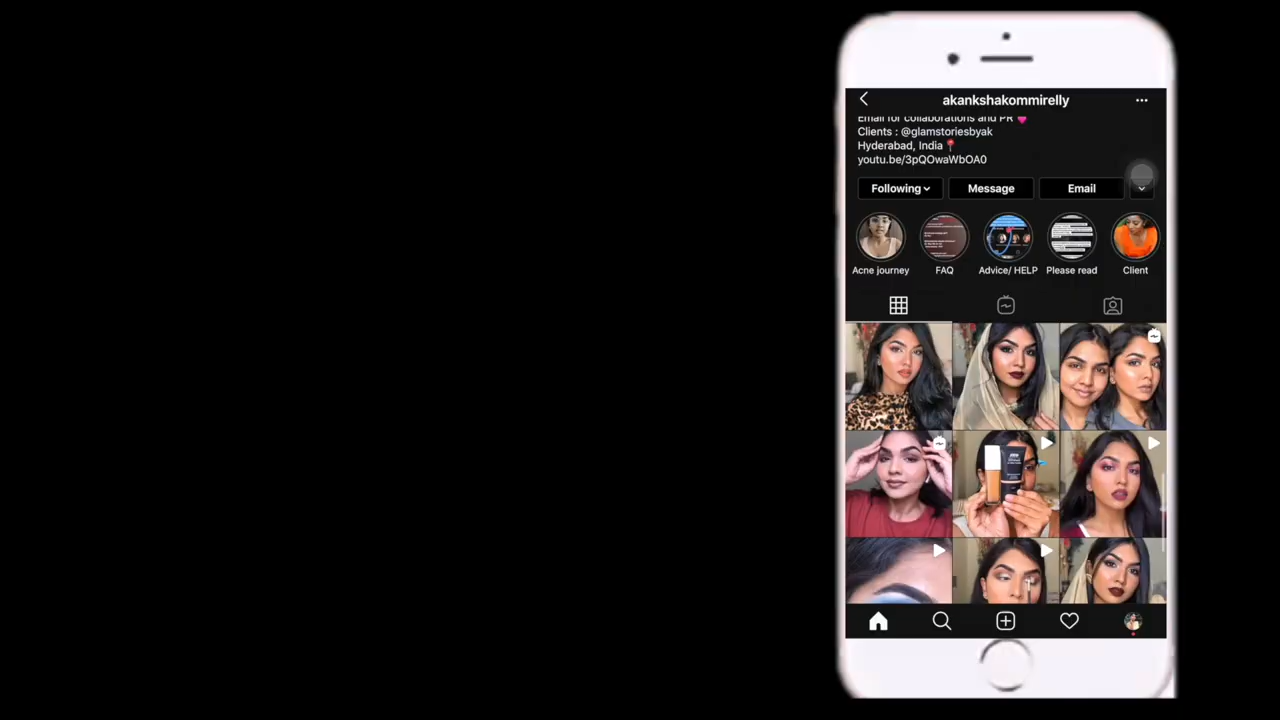 akankshakommirelly
Email for collaborations and PR
Clients : @glamstoriesbyak
Hyderabad, India
youtu.be/3pQOwaWbOA0
Following Message Email
Acne journey FAQ Advice/ HELP Please read Client